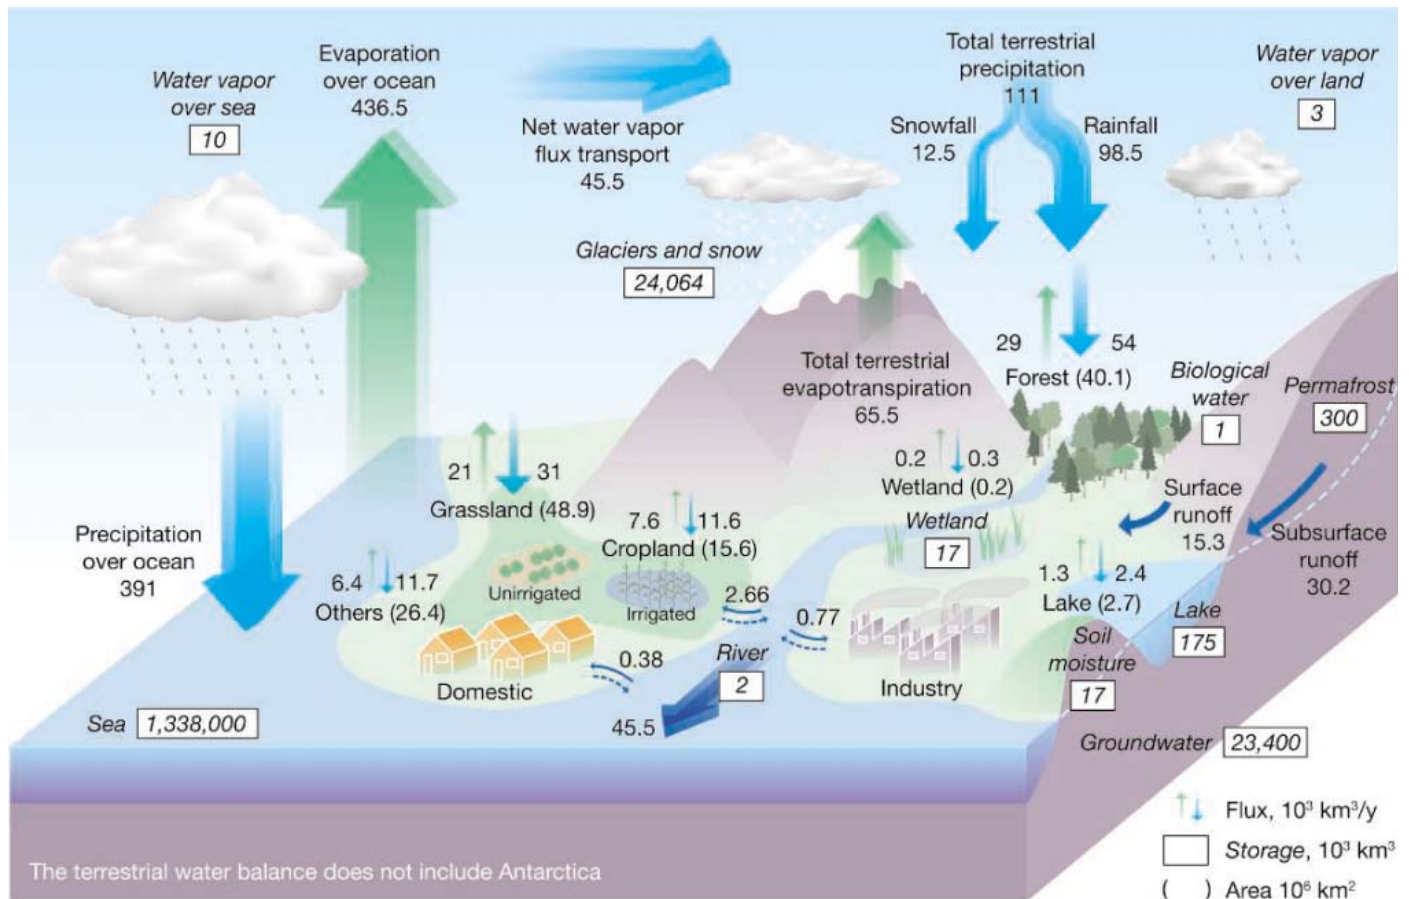 Water vapor
over sea
10
Evaporation
over ocean
436.5
Net water vapor
flux transport
45.5
Total terrestrial
precipitation
111
Snowfall
12.5
Rainfall
98.5
Water vapor
over land
3
Glaciers and snow
24,064
Total terrestrial
evapotranspiration
65.5
29
54
Forest (40.1)
Biological
water
1
Permafrost
300
21
31
Grassland (48.9)
0.2
0.3
Wetland (0.2)
Wetland
17
Surface
runoff
15.3
Subsurface
runoff
30.2
Precipitation
over ocean
391
7.6
11.6
Cropland (15.6)
6.4
11.7
Others (26.4)
Unirrigated
Irrigated
2.66
0.77
1.3
2.4
Lake (2.7)
Lake
175
Soil
moisture
17
Domestic
0.38
River
2
Industry
45.5
Sea 1,338,000
Groundwater 23,400
Flux, 10³ km³/y
Storage, 10³ km³
( ) Area 10⁶ km²
The terrestrial water balance does not include Antarctica